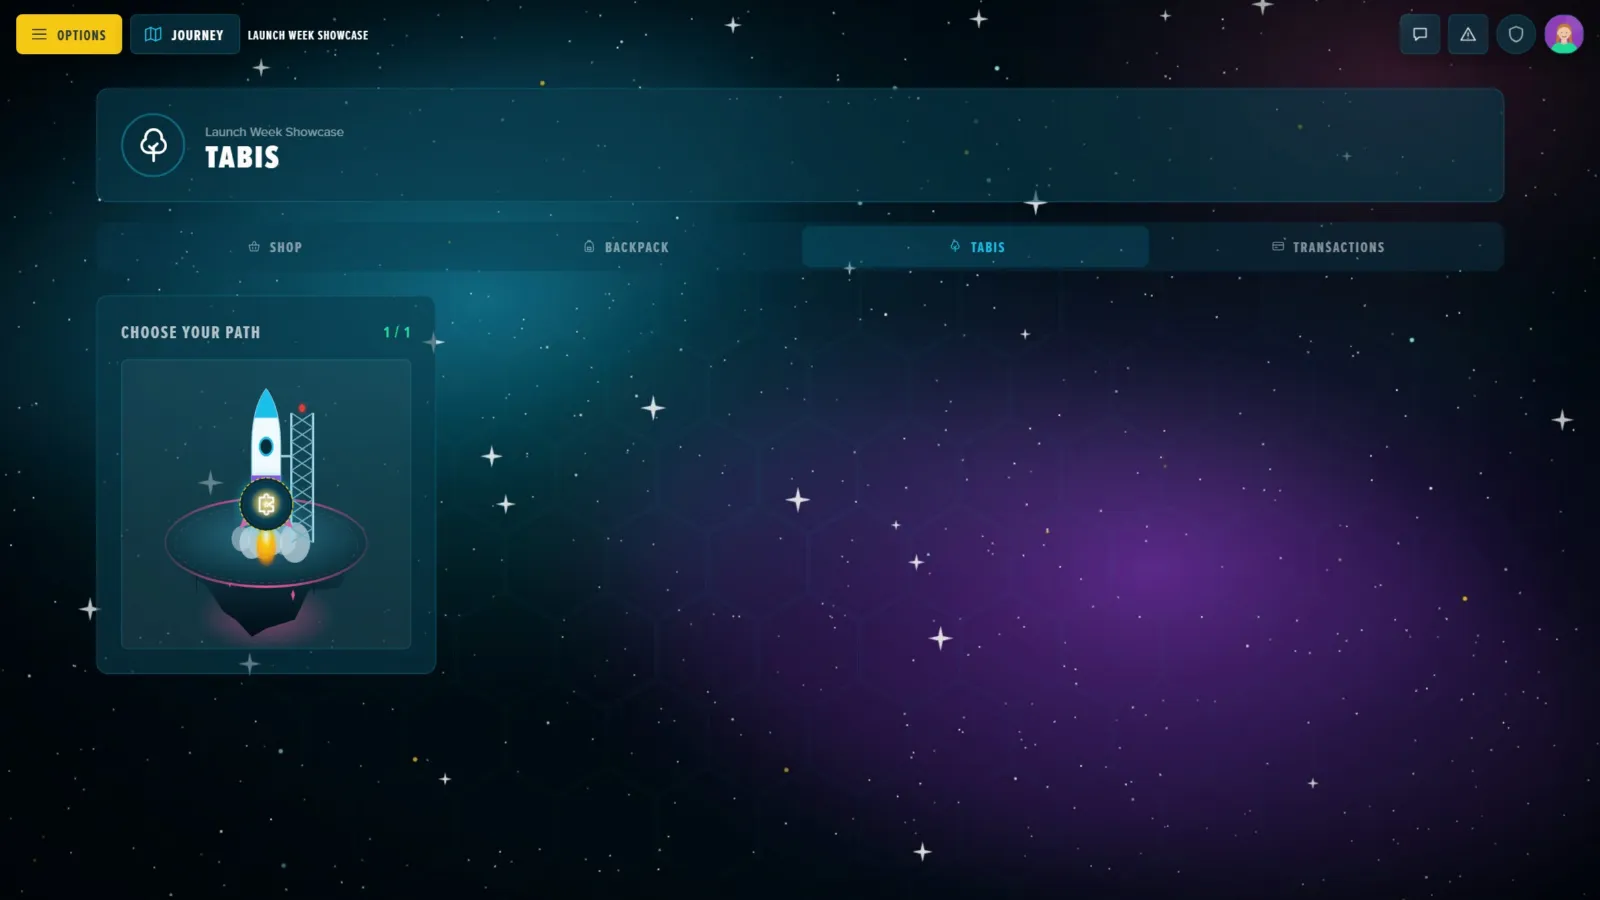 OPTIONS
JOURNEY
LAUNCH WEEK SHOWCASE
Launch Week Showcase
TABIS
SHOP
BACKPACK
TABIS
TRANSACTIONS
CHOOSE YOUR PATH
1 / 1